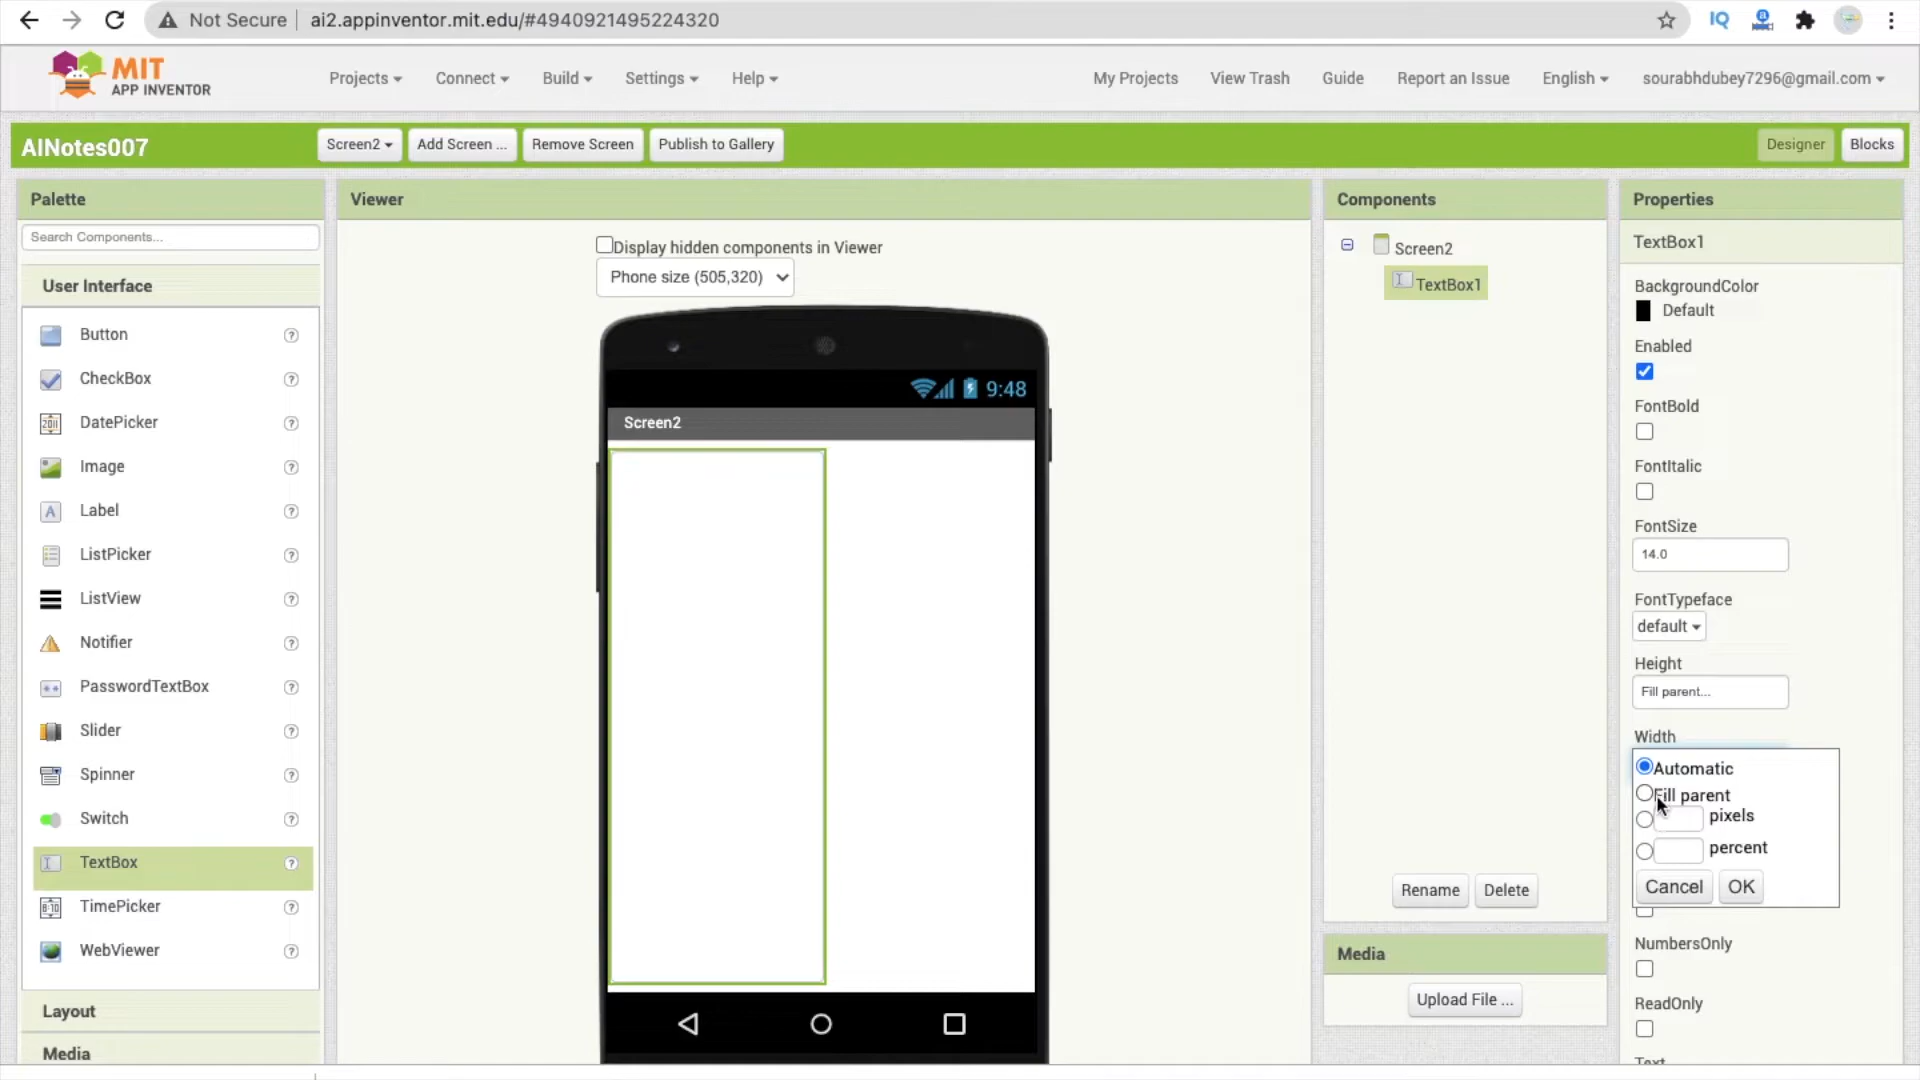 Not Secure | ai2.appinventor.mit.edu/#4940921495224320
IQ
MIT
APP INVENTOR
Projects
Connect
Build
Settings
Help
My Projects
View Trash
Guide
Report an Issue
English
sourabhdubey7296@gmail.com
AINotes007
Screen2
Add Screen ...
Remove Screen
Publish to Gallery
Designer
Blocks
Palette
Search Components...
User Interface
Button
CheckBox
DatePicker
Image
Label
ListPicker
ListView
Notifier
PasswordTextBox
Slider
Spinner
Switch
TextBox
TimePicker
WebViewer
Layout
Media
Viewer
Display hidden components in Viewer
Phone size (505,320)
9:48
Screen2
Components
Screen2
TextBox1
Rename
Delete
Media
Upload File ...
Properties
TextBox1
BackgroundColor
Default
Enabled
FontBold
FontItalic
FontSize
14.0
FontTypeface
default
Height
Fill parent...
Width
Automatic
Fill parent
pixels
percent
Cancel
OK
NumbersOnly
ReadOnly
Text